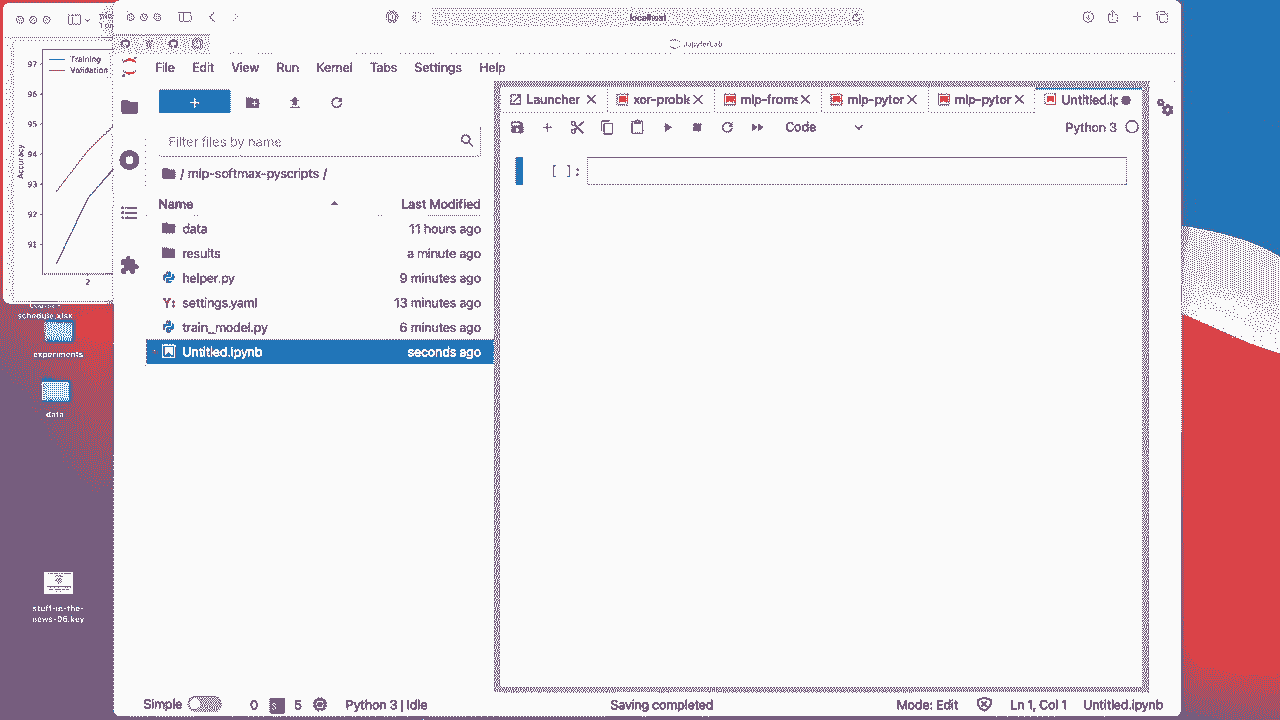 localhost
JupyterLab
File Edit View Run Kernel Tabs Settings Help
Training
Validation
97
96
95
94
93
92
91
Accuracy
2
schedule.xlsx
experiments
data
stuff-in-the-
news-06.key
+
Filter files by name
/ mlp-softmax-pyscripts /
Name Last Modified
data 11 hours ago
results a minute ago
helper.py 9 minutes ago
Y: settings.yaml 13 minutes ago
train_model.py 6 minutes ago
Untitled.ipynb seconds ago
Launcher xor-probl mlp-froms mlp-pytor mlp-pytor Untitled.ip
Code Python 3
[ ]:
Simple 0 5 Python 3 | Idle Saving completed Mode: Edit Ln 1, Col 1 Untitled.ipynb